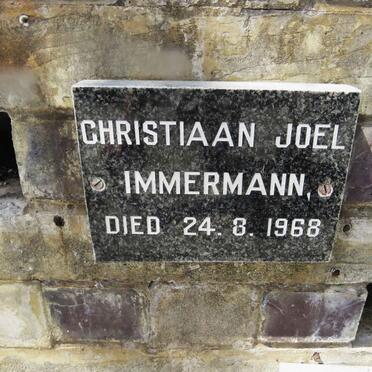 CHRISTIAAN JOEL
IMMERMANN,
DIED 24. 8. 1968